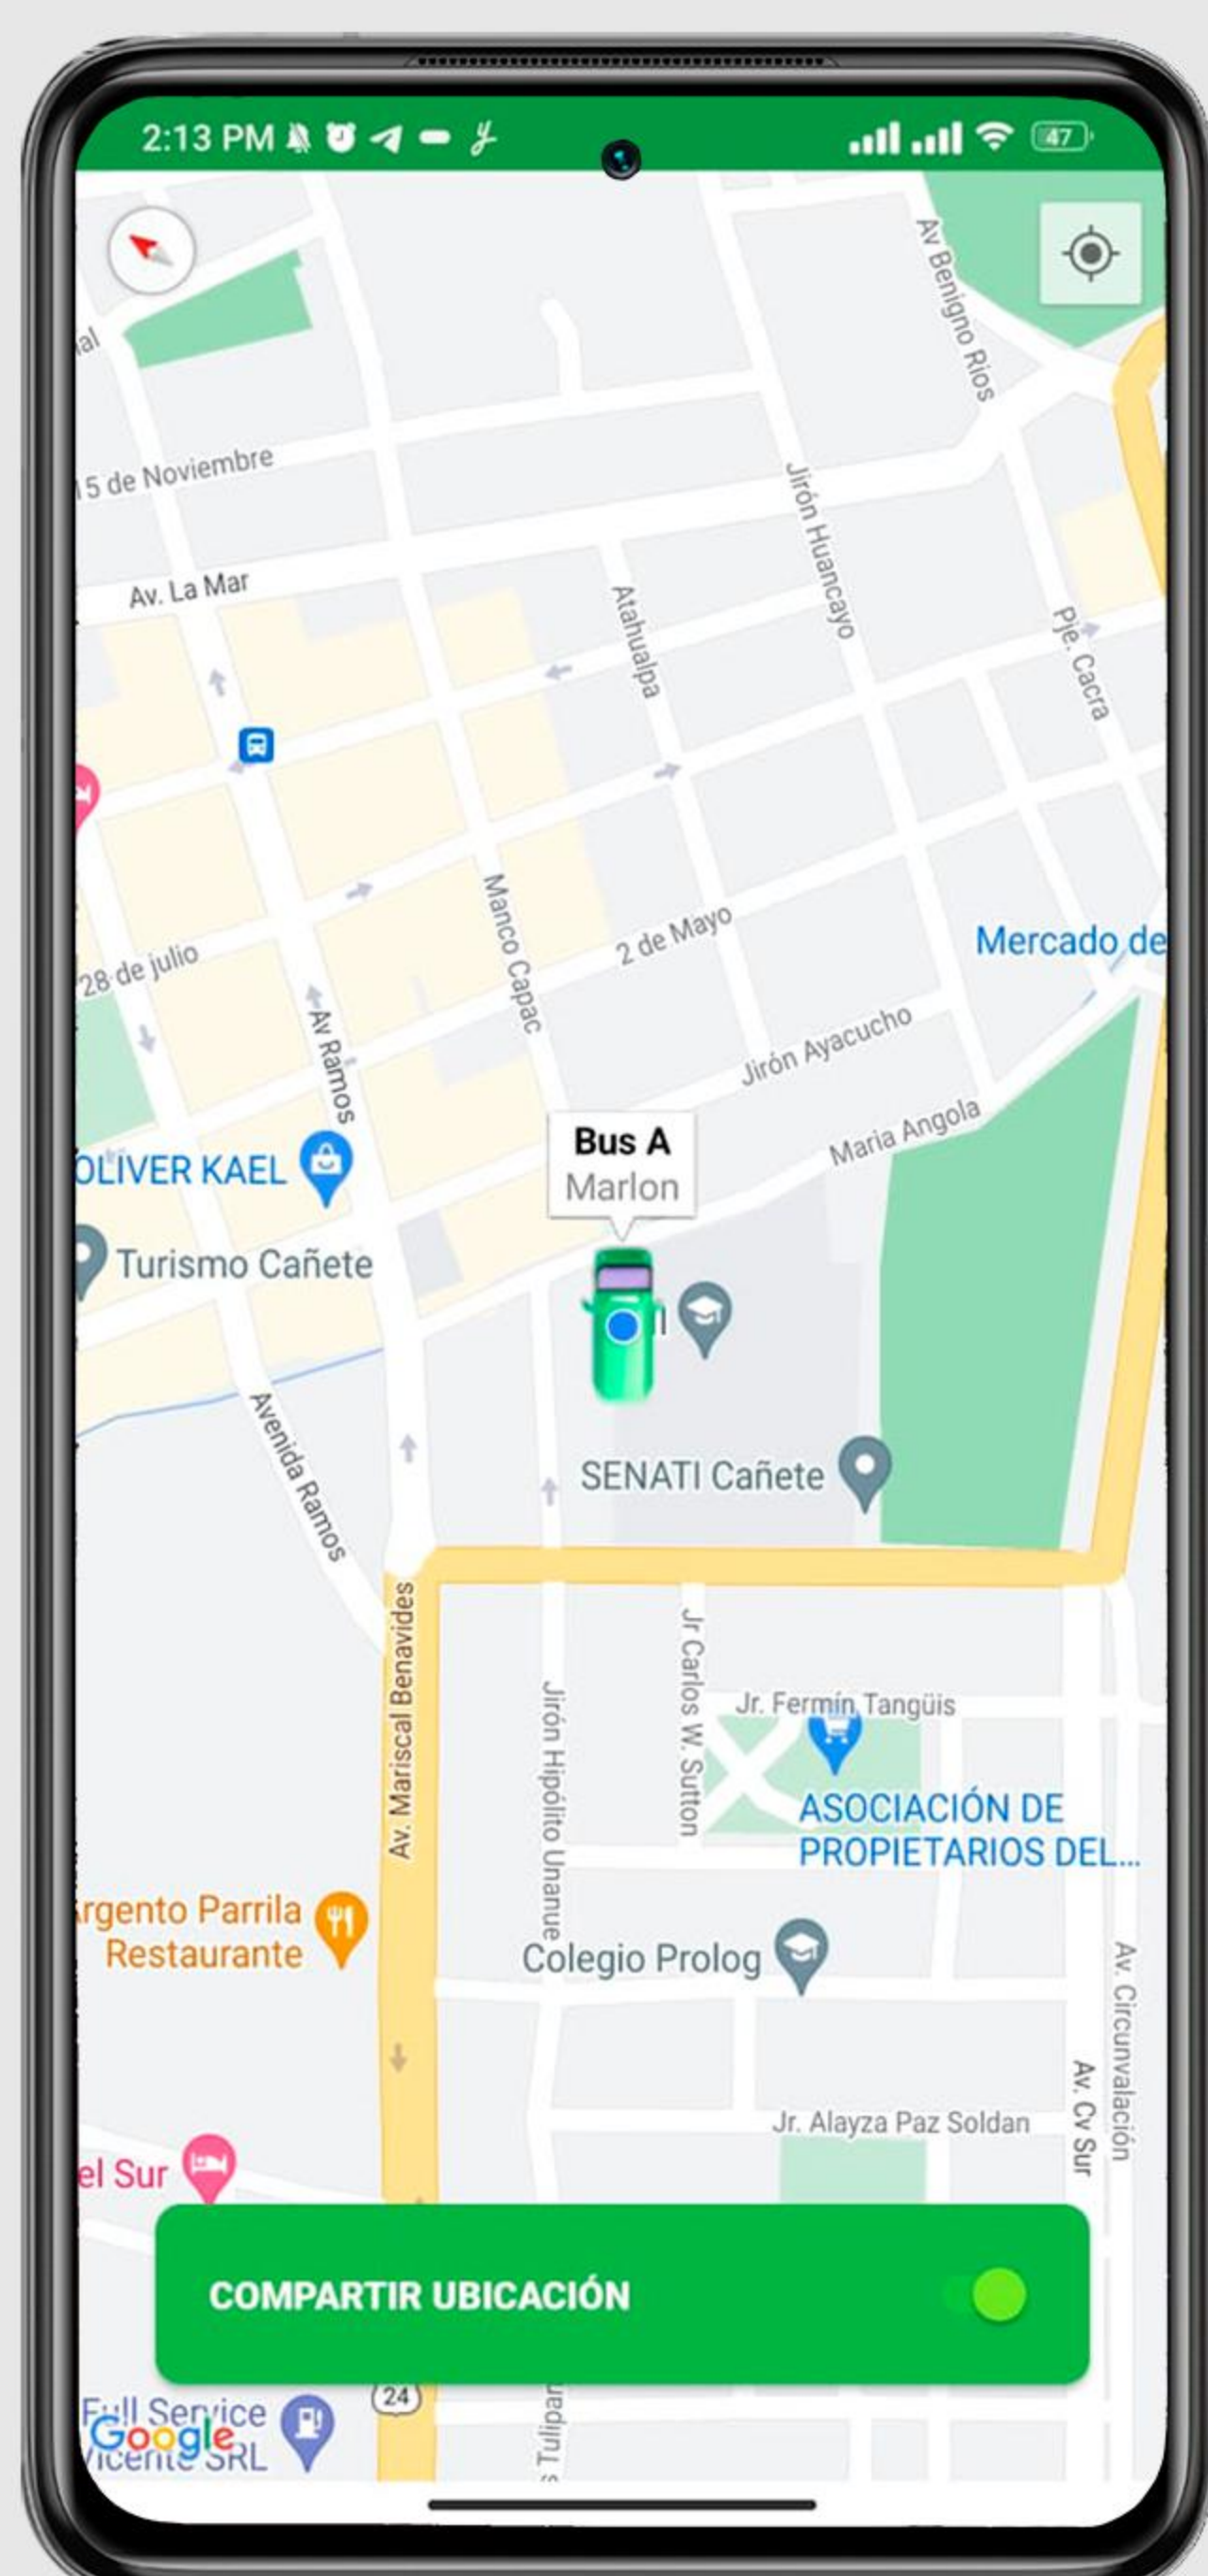 2:13 PM
47
Av Benigno Rios
15 de Noviembre
Jirón Huancayo
Av. La Mar
Atahualpa
Pje. Cacra
Manco Capac
2 de Mayo
Mercado de
28 de julio
Av Ramos
Jirón Ayacucho
Maria Angola
OLIVER KAEL
Bus A
Marlon
Turismo Cañete
Avenida Ramos
SENATI Cañete
Av. Mariscal Benavides
Jr Carlos W. Sutton
Jirón Hipólito Unanue
Jr. Fermín Tangüis
ASOCIACIÓN DE
PROPIETARIOS DEL...
rgento Parrila
Restaurante
Colegio Prolog
Av. Circunvalación
Av. Cv Sur
Jr. Alayza Paz Soldan
el Sur
COMPARTIR UBICACIÓN
24
Full Service
Google
SRL